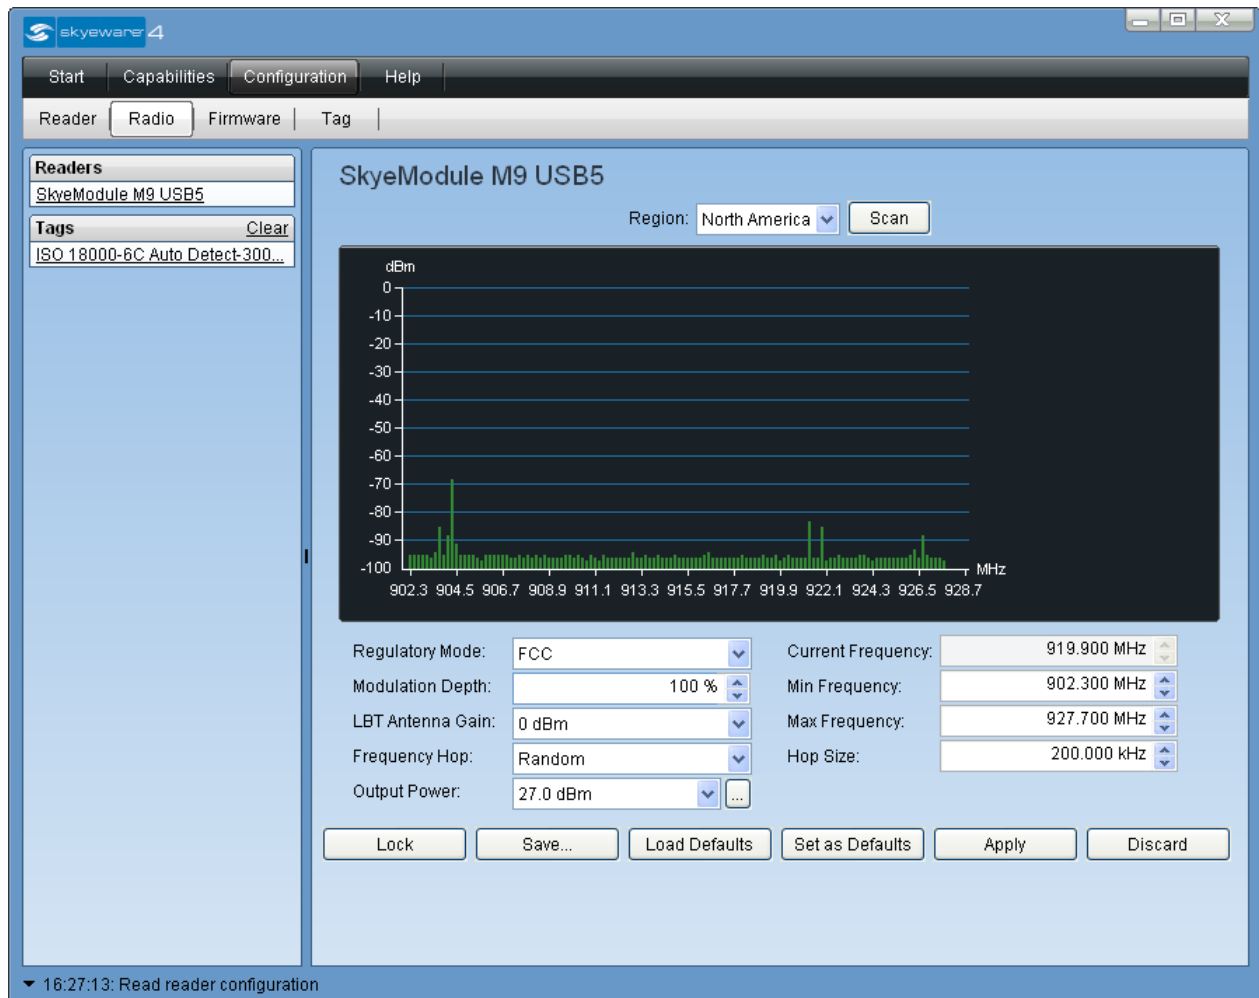 skyeware 4
Start Capabilities Configuration Help
Reader Radio Firmware Tag
Readers
SkyeModule M9 USB5
Tags Clear
ISO 18000-6C Auto Detect-300...
SkyeModule M9 USB5
Region: North America Scan
dBm
0
-10
-20
-30
-40
-50
-60
-70
-80
-90
-100
MHz
902.3 904.5 906.7 908.9 911.1 913.3 915.5 917.7 919.9 922.1 924.3 926.5 928.7
Regulatory Mode: FCC Current Frequency: 919.900 MHz
Modulation Depth: 100 % Min Frequency: 902.300 MHz
LBT Antenna Gain: 0 dBm Max Frequency: 927.700 MHz
Frequency Hop: Random Hop Size: 200.000 kHz
Output Power: 27.0 dBm ...
Lock Save... Load Defaults Set as Defaults Apply Discard
16:27:13: Read reader configuration